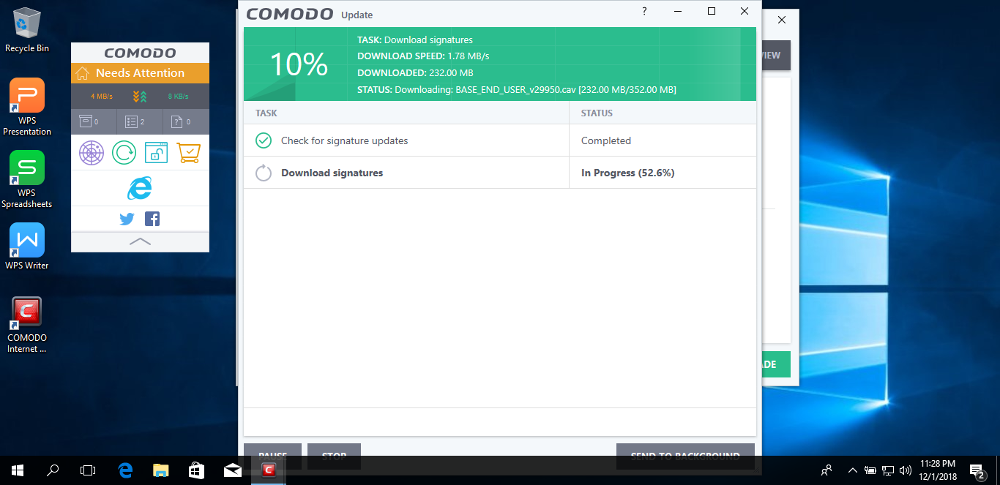 Recycle Bin
WPS
Presentation
WPS
Spreadsheets
WPS Writer
COMODO
Internet ...
COMODO
Needs Attention
4 MB/s
8 KB/s
0
2
0
COMODO Update
?
10%
TASK: Download signatures
DOWNLOAD SPEED: 1.78 MB/s
DOWNLOADED: 232.00 MB
STATUS: Downloading: BASE_END_USER_v29950.cav [232.00 MB/352.00 MB]
TASK STATUS
Check for signature updates Completed
Download signatures In Progress (52.6%)
PAUSE STOP SEND TO BACKGROUND
VIEW
ADE
11:28 PM
12/1/2018
2